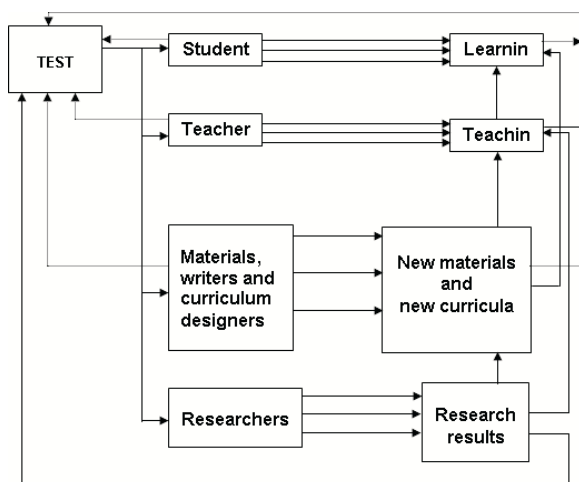 TEST
Student
Learnin
Teacher
Teachin
Materials,
writers and
curriculum
designers
New materials
and
new curricula
Researchers
Research
results